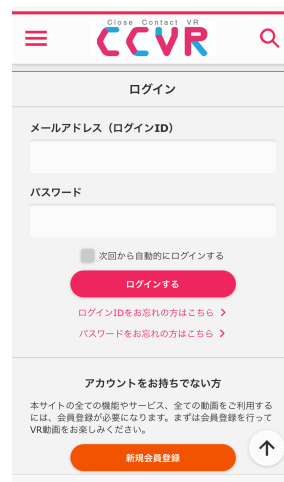 Close Contact VR
CCVR
ログイン
メールアドレス（ログインID）
パスワード
次回から自動的にログインする
ログインする
ログインIDをお忘れの方はこちら
パスワードをお忘れの方はこちら
アカウントをお持ちでない方
本サイトの全ての機能やサービス、全ての動画をご利用する
には、会員登録が必要になります。まずは会員登録を行って
VR動画をお楽しみください。
新規会員登録